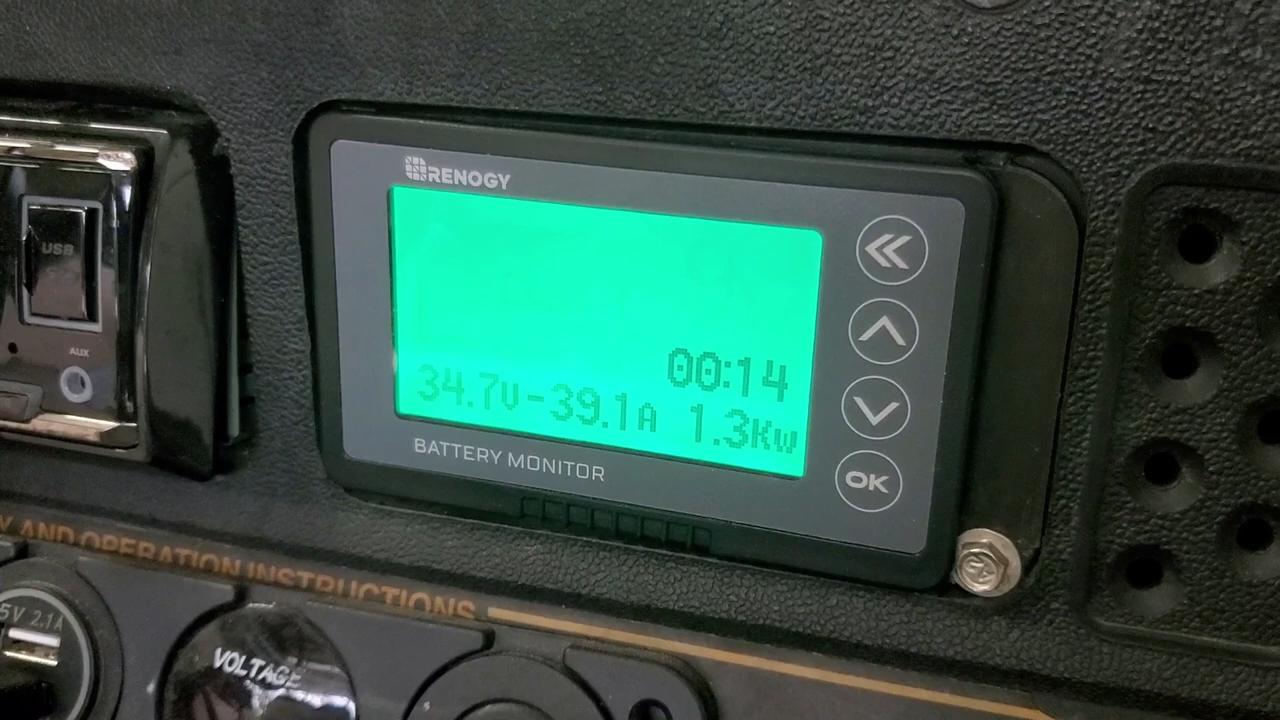 RENOGY
USB
AUX
00:14
34.7V-39.1A 1.3KW
BATTERY MONITOR
OK
Y AND OPERATION INSTRUCTIONS
5V 2.1A
VOLTAGE